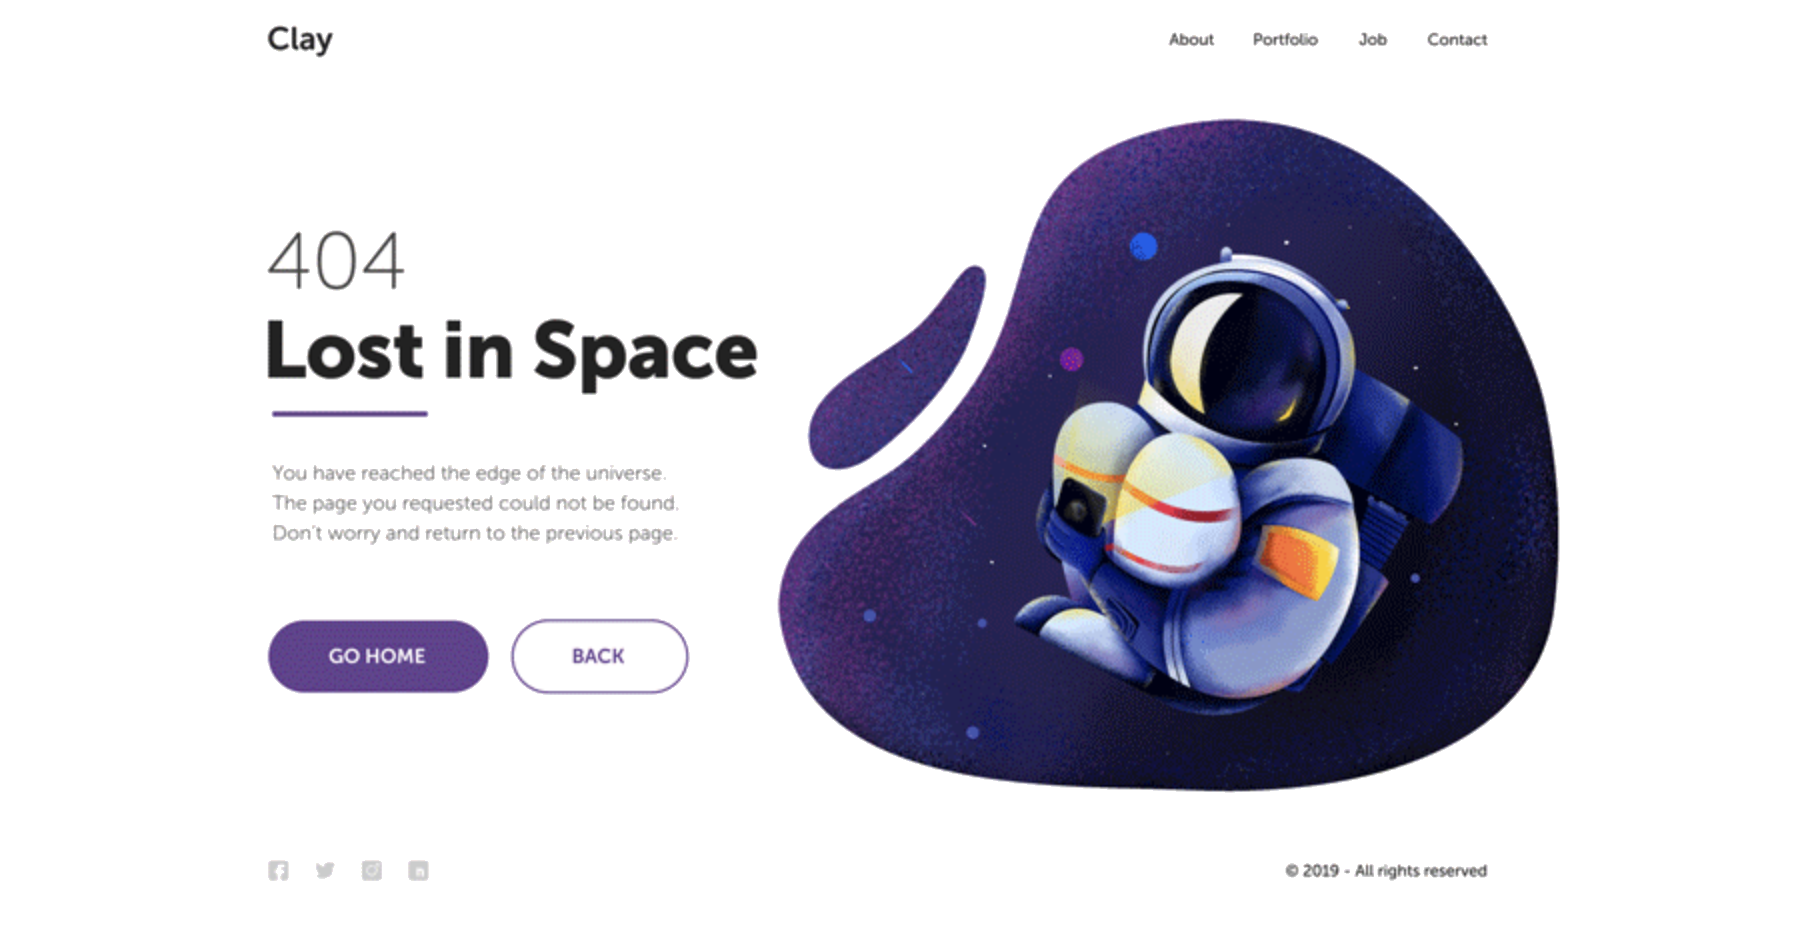 Clay
About Portfolio Job Contact
404
Lost in Space
You have reached the edge of the universe.
The page you requested could not be found.
Don't worry and return to the previous page.
GO HOME BACK
© 2019 - All rights reserved